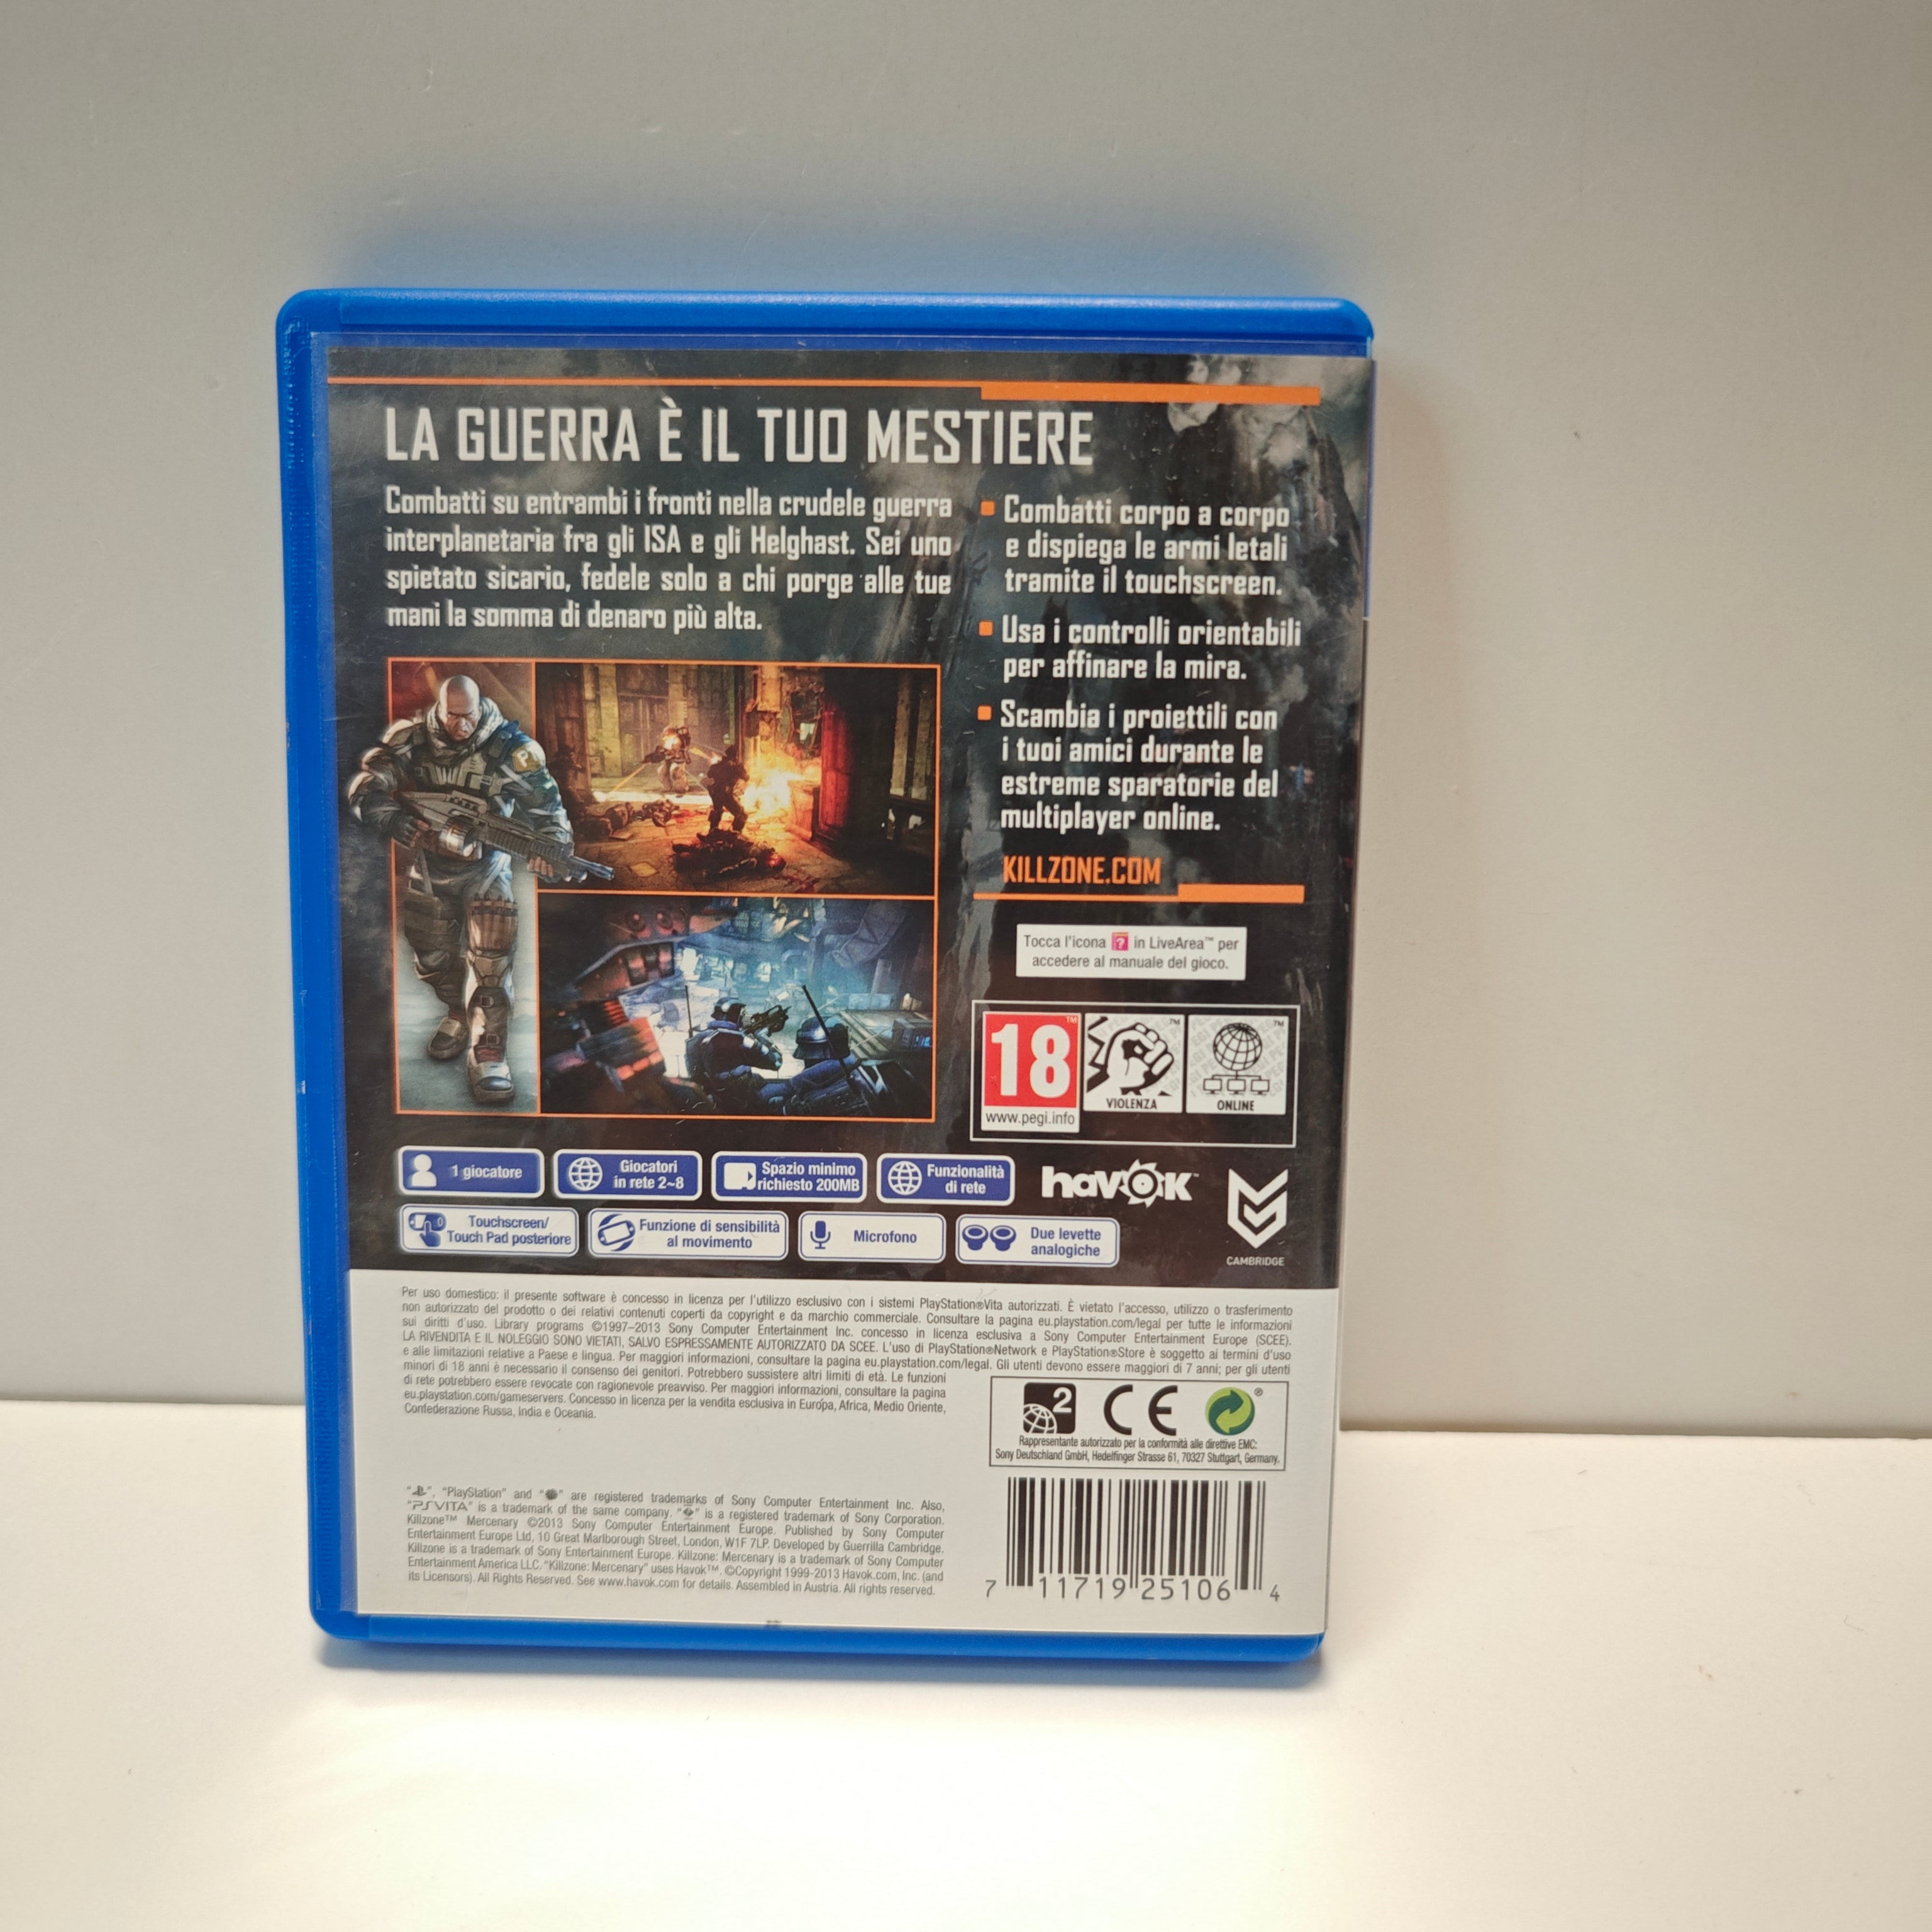 LA GUERRA È IL TUO MESTIERE
Combatti su entrambi i fronti nella crudele guerra
interplanetaria fra gli ISA e gli Helghast. Sei uno
spietato sicario, fedele solo a chi porge alle tue
mani la somma di denaro più alta.
Combatti corpo a corpo
e dispiega le armi letali
tramite il touchscreen.
Usa i controlli orientabili
per affinare la mira.
Scambia i proiettili con
i tuoi amici durante le
estreme sparatorie del
multiplayer online.
KILLZONE.COM
Tocca l'icona ? in LiveArea™ per
accedere al manuale del gioco.
18™
www.pegi.info
VIOLENZA
ONLINE
1 giocatore
Giocatori
in rete 2~8
Spazio minimo
richiesto 200MB
Funzionalità
di rete
havok™
Touchscreen/
Touch Pad posteriore
Funzione di sensibilità
al movimento
Microfono
Due levette
analogiche
CAMBRIDGE
Per uso domestico: il presente software è concesso in licenza per l'utilizzo esclusivo con i sistemi PlayStation®Vita autorizzati. È vietato l'accesso, utilizzo o trasferimento
non autorizzato del prodotto o dei relativi contenuti coperti da copyright e da marchio commerciale. Consultare la pagina eu.playstation.com/legal per tutte le informazioni
sui diritti d'uso. Library programs ©1997–2013 Sony Computer Entertainment Inc. concesso in licenza esclusiva a Sony Computer Entertainment Europe (SCEE).
LA RIVENDITA E IL NOLEGGIO SONO VIETATI, SALVO ESPRESSAMENTE AUTORIZZATO DA SCEE. L'uso di PlayStation®Network e PlayStation®Store è soggetto ai termini d'uso
e alle limitazioni relative a Paese e lingua. Per maggiori informazioni, consultare la pagina eu.playstation.com/legal. Gli utenti devono essere maggiori di 7 anni; per gli utenti
minori di 18 anni è necessario il consenso dei genitori. Potrebbero sussistere altri limiti di età. Le funzioni
di rete potrebbero essere revocate con ragionevole preavviso. Per maggiori informazioni, consultare la pagina
eu.playstation.com/gameservers. Concesso in licenza per la vendita esclusiva in Europa, Africa, Medio Oriente,
Confederazione Russa, India e Oceania.
2 CE ®
Rappresentante autorizzato per la conformità alle direttive EMC:
Sony Deutschland GmbH, Hedelfinger Strasse 61, 70327 Stuttgart, Germany.
"", "PlayStation" and "" are registered trademarks of Sony Computer Entertainment Inc. Also,
"PSVITA" is a trademark of the same company. "" is a registered trademark of Sony Corporation.
Killzone™ Mercenary ©2013 Sony Computer Entertainment Europe. Published by Sony Computer
Entertainment Europe Ltd, 10 Great Marlborough Street, London, W1F 7LP. Developed by Guerrilla Cambridge.
Killzone is a trademark of Sony Entertainment Europe. Killzone: Mercenary is a trademark of Sony Computer
Entertainment America LLC. "Killzone: Mercenary" uses Havok™. ©Copyright 1999-2013 Havok.com, Inc. (and
its Licensors). All Rights Reserved. See www.havok.com for details. Assembled in Austria. All rights reserved.
7 11719 25106 4